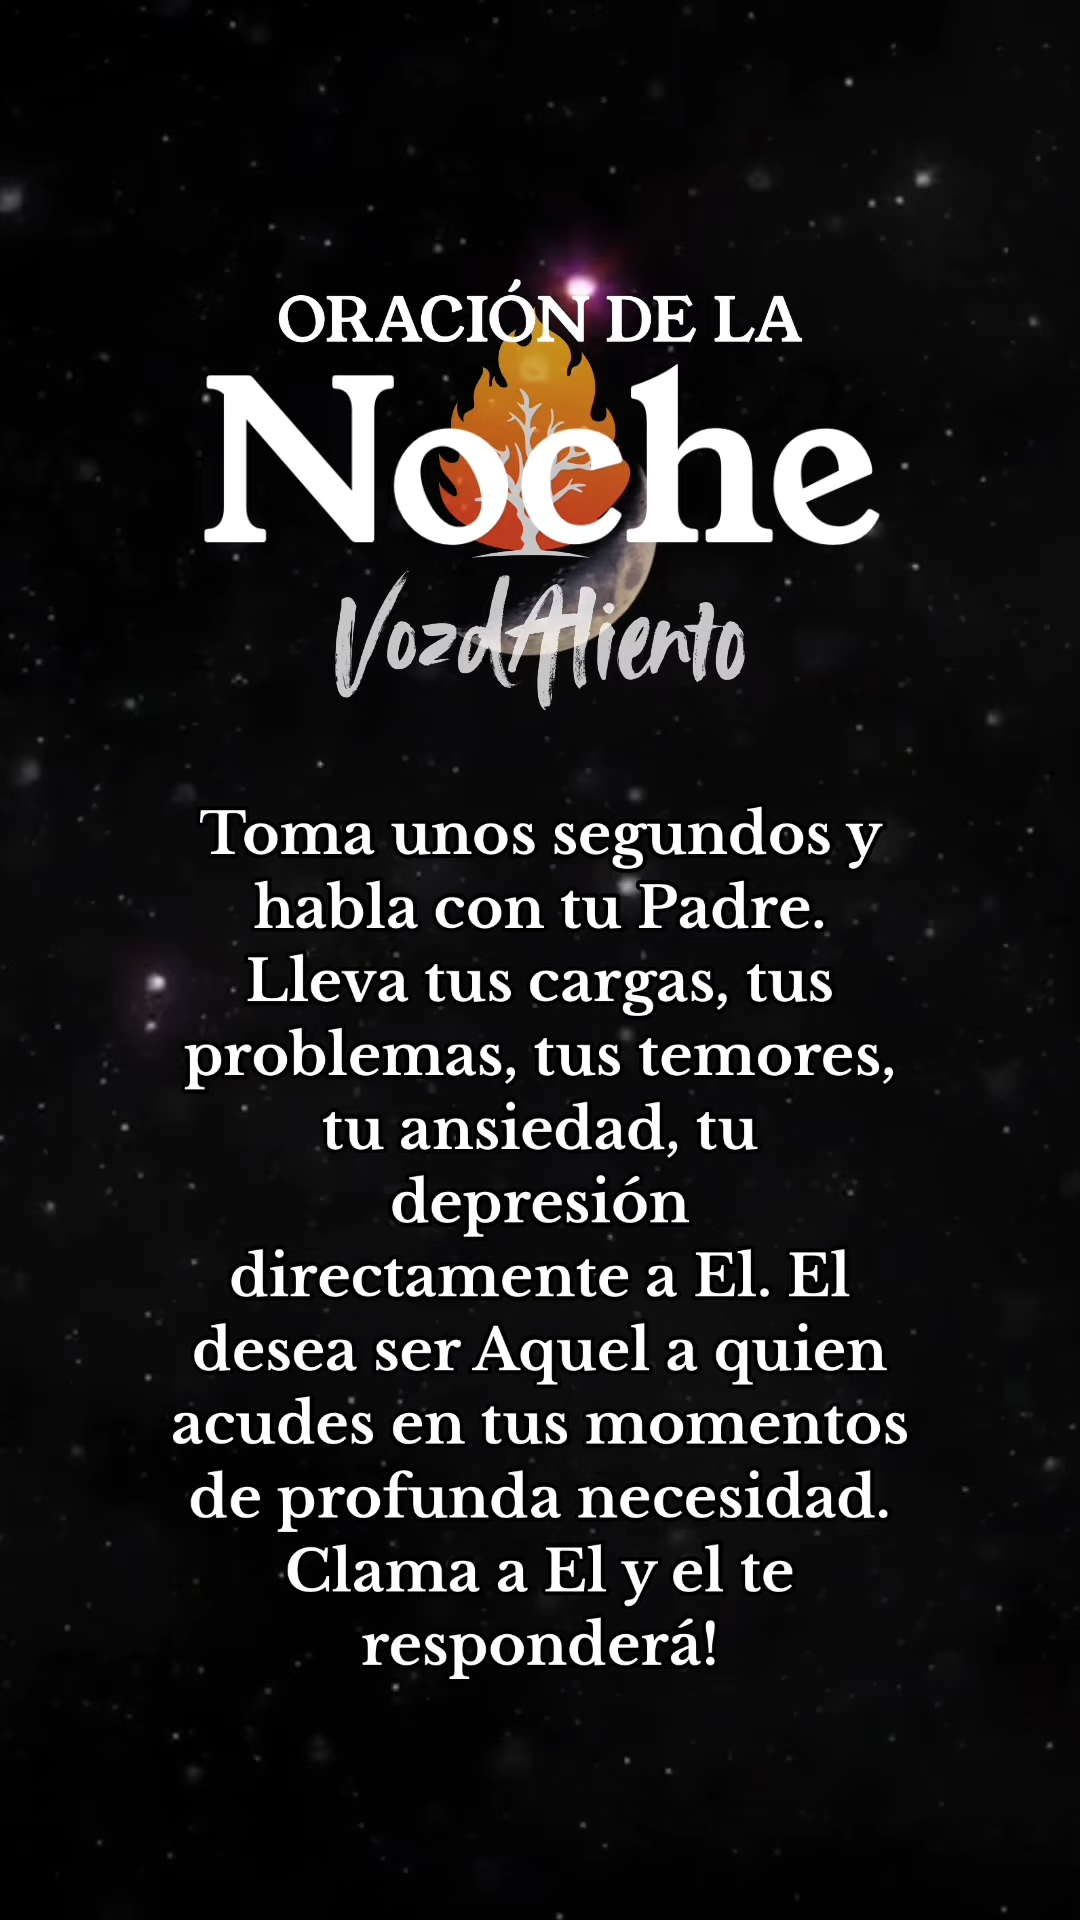 ORACIÓN DE LA
Noche
VozdAliento
Toma unos segundos y
habla con tu Padre.
Lleva tus cargas, tus
problemas, tus temores,
tu ansiedad, tu
depresión
directamente a El. El
desea ser Aquel a quien
acudes en tus momentos
de profunda necesidad.
Clama a El y el te
responderá!